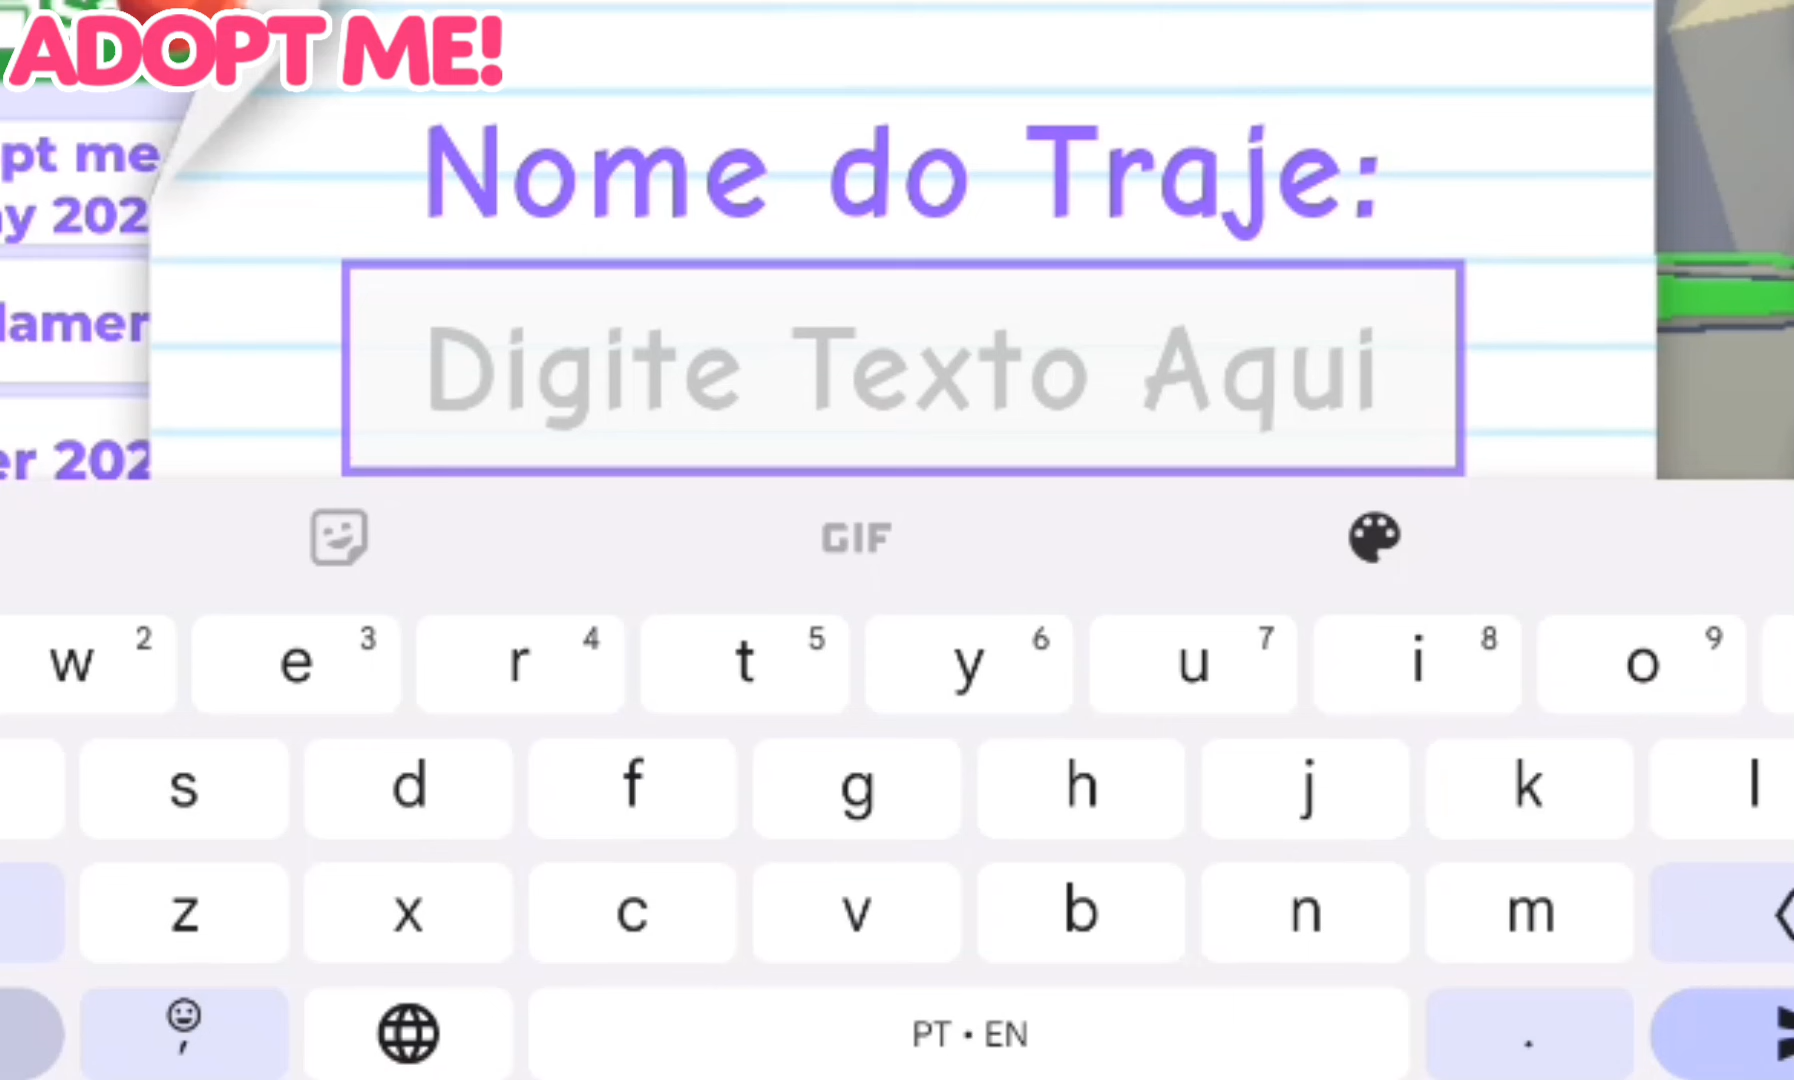 ADOPT ME!
pt me
y 202
Nome do Traje:
Digite Texto Aqui
lamer
er 202
GIF
w 2 e 3 r 4 t 5 y 6 u 7 i 8 o 9
s d f g h j k l
z x c v b n m
, PT • EN .